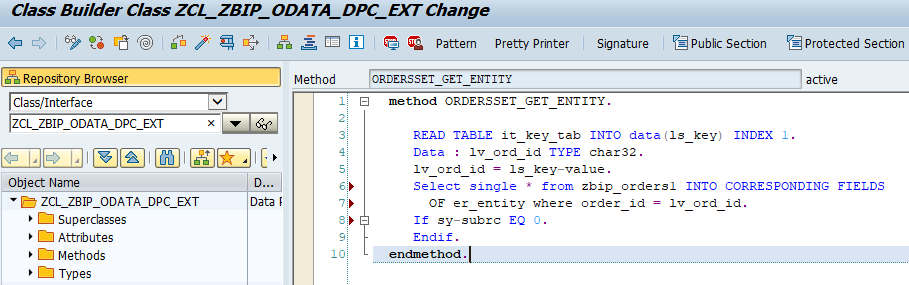 Class Builder Class ZCL_ZBIP_ODATA_DPC_EXT Change
Pattern Pretty Printer Signature Public Section Protected Section
Repository Browser
Class/Interface
ZCL_ZBIP_ODATA_DPC_EXT
Object Name D...
ZCL_ZBIP_ODATA_DPC_EXT Data P
Superclasses
Attributes
Methods
Types
Method ORDERSSET_GET_ENTITY active
1 method ORDERSSET_GET_ENTITY.
2
3 READ TABLE it_key_tab INTO data(ls_key) INDEX 1.
4 Data : lv_ord_id TYPE char32.
5 lv_ord_id = ls_key-value.
6 Select single * from zbip_orders1 INTO CORRESPONDING FIELDS
7 OF er_entity where order_id = lv_ord_id.
8 If sy-subrc EQ 0.
9 Endif.
10 endmethod.